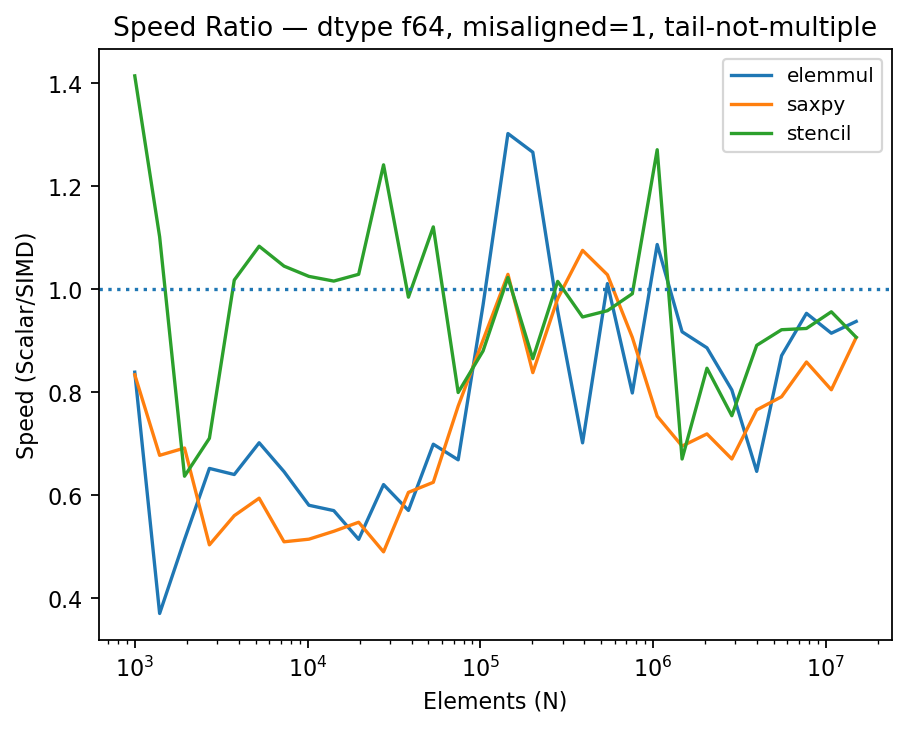 Speed Ratio — dtype f64, misaligned=1, tail-not-multiple
elemmul
saxpy
stencil
Speed (Scalar/SIMD)
1.4
1.2
1.0
0.8
0.6
0.4
10³ 10⁴ 10⁵ 10⁶ 10⁷
Elements (N)